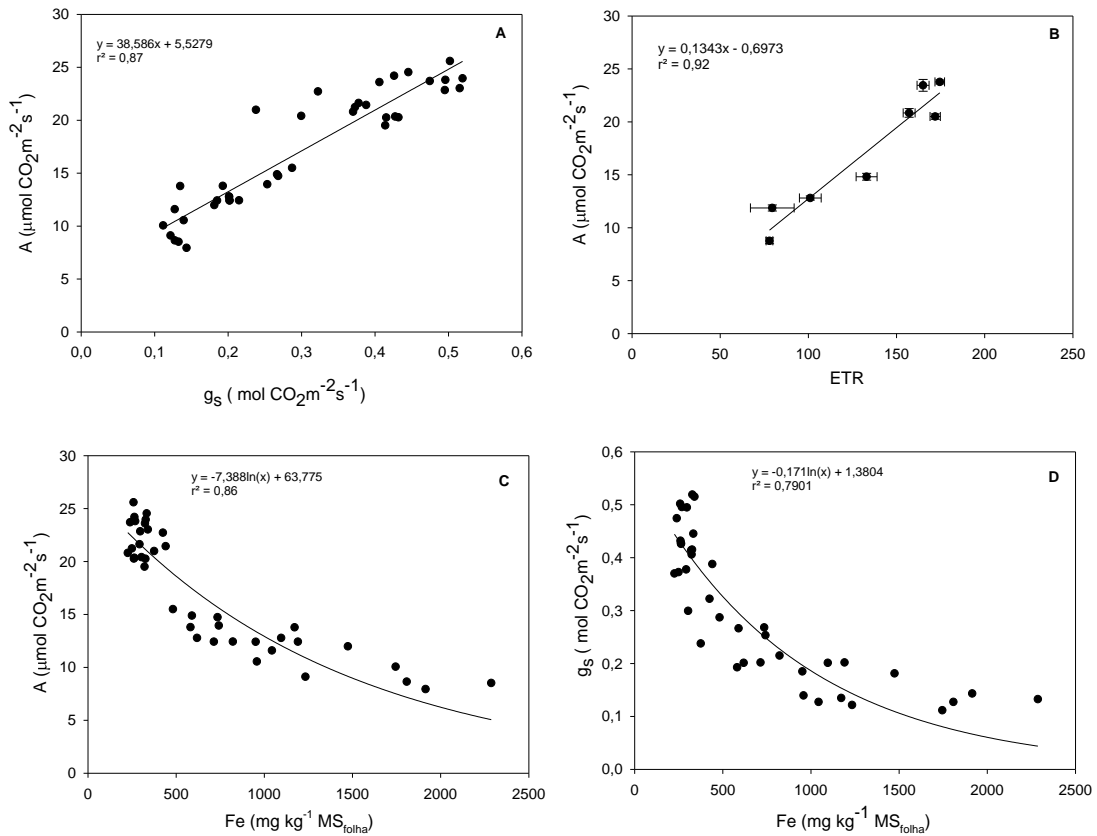 A
y = 38,586x + 5,5279
r² = 0,87
30
25
20
15
10
5
0
A (μmol CO₂m⁻²s⁻¹)
0,0 0,1 0,2 0,3 0,4 0,5 0,6
gₛ ( mol CO₂m⁻²s⁻¹)
B
y = 0,1343x - 0,6973
r² = 0,92
30
25
20
15
10
5
0
A (μmol CO₂m⁻²s⁻¹)
0 50 100 150 200 250
ETR
C
y = -7,388ln(x) + 63,775
r² = 0,86
30
25
20
15
10
5
0
A (μmol CO₂m⁻²s⁻¹)
0 500 1000 1500 2000 2500
Fe (mg kg⁻¹ MS_folha)
D
y = -0,171ln(x) + 1,3804
r² = 0,7901
0,6
0,5
0,4
0,3
0,2
0,1
0,0
gₛ ( mol CO₂m⁻²s⁻¹)
0 500 1000 1500 2000 2500
Fe (mg kg⁻¹ MS_folha)